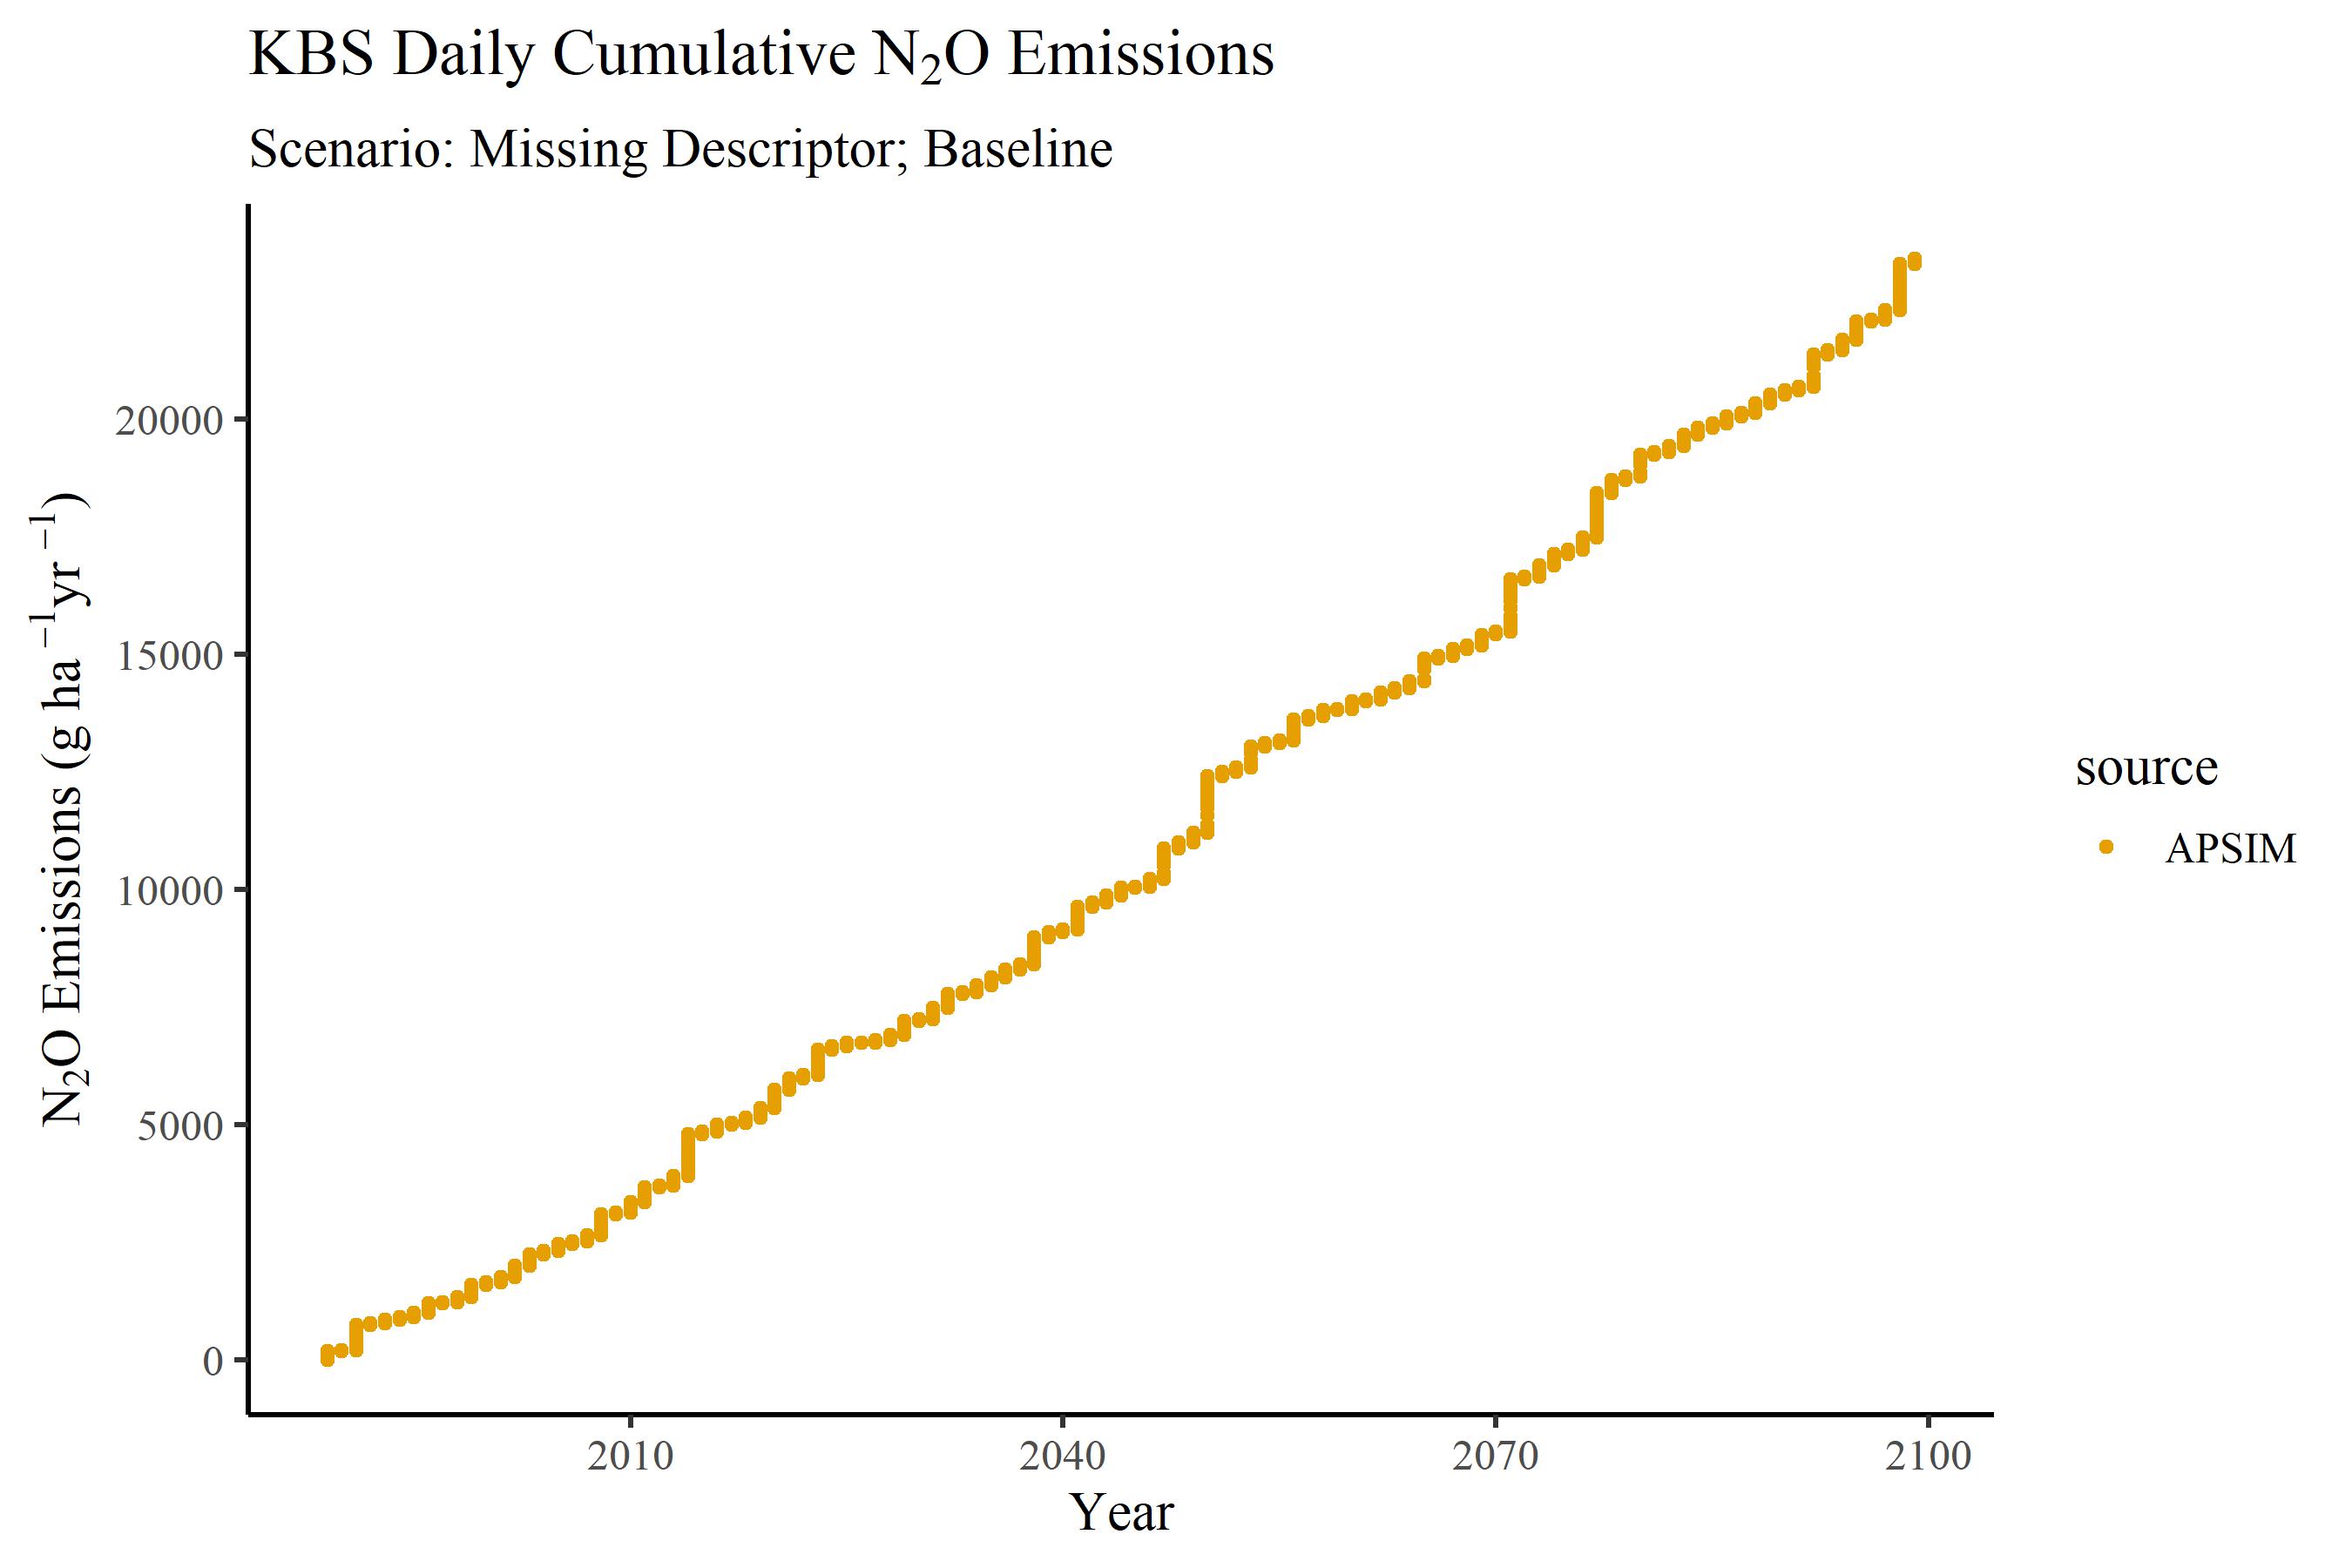 KBS Daily Cumulative N₂O Emissions
Scenario: Missing Descriptor; Baseline
N₂O Emissions (g ha ⁻¹yr ⁻¹)
20000
15000
10000
5000
0
2010 2040 2070 2100
Year
source
APSIM